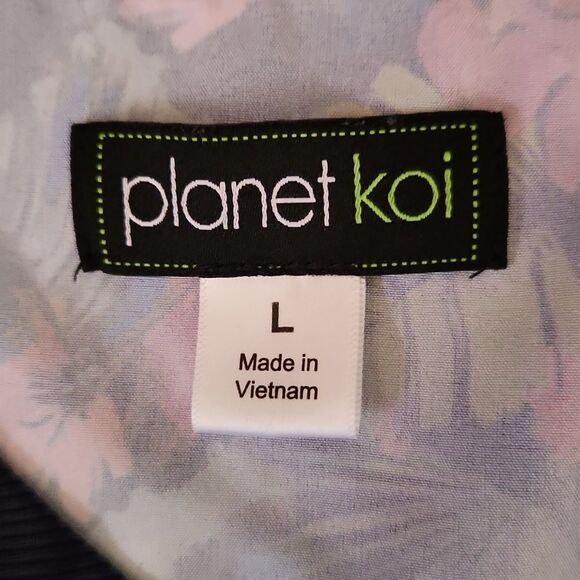 planet koi
L
Made in
Vietnam